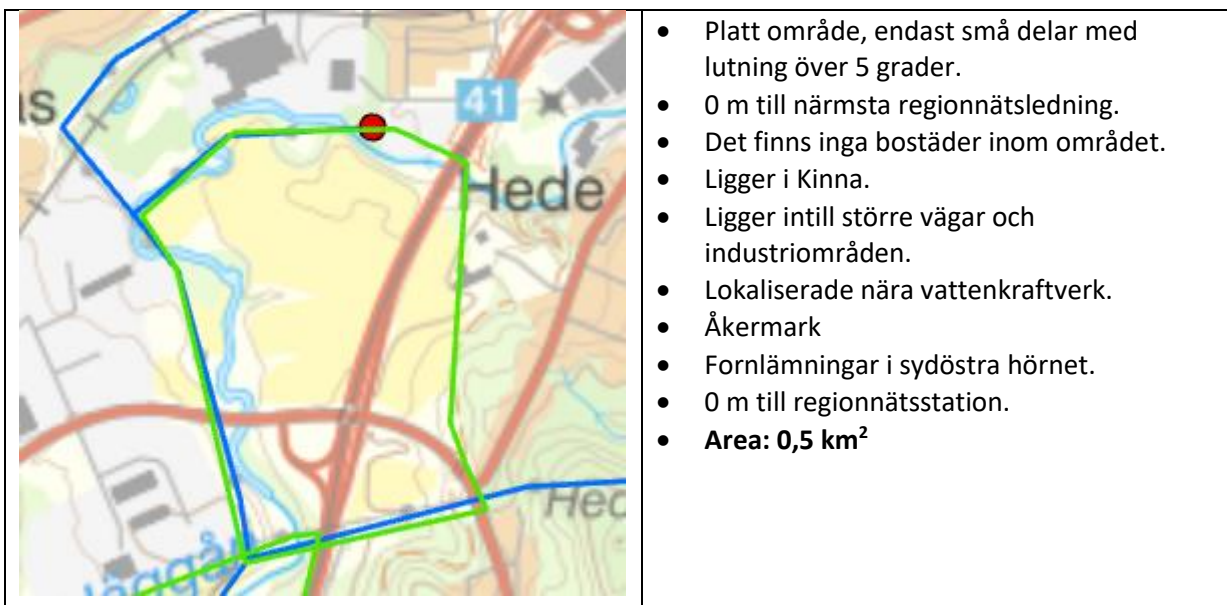 as
41
Hede
Hed
• Platt område, endast små delar med
lutning över 5 grader.
• 0 m till närmsta regionnätsledning.
• Det finns inga bostäder inom området.
• Ligger i Kinna.
• Ligger intill större vägar och
industriområden.
• Lokaliserade nära vattenkraftverk.
• Åkermark
• Fornlämningar i sydöstra hörnet.
• 0 m till regionnätsstation.
• Area: 0,5 km²